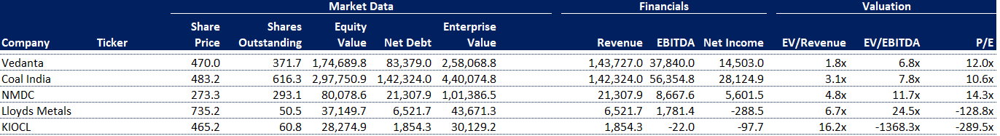 Market Data Financials Valuation
Share Shares Equity Enterprise
Company Ticker Price Outstanding Value Net Debt Value Revenue EBITDA Net Income EV/Revenue EV/EBITDA P/E
Vedanta 470.0 371.7 1,74,689.8 83,379.0 2,58,068.8 1,43,727.0 37,840.0 14,503.0 1.8x 6.8x 12.0x
Coal India 483.2 616.3 2,97,750.9 1,42,324.0 4,40,074.8 1,42,324.0 56,354.8 28,124.9 3.1x 7.8x 10.6x
NMDC 273.3 293.1 80,078.6 21,307.9 1,01,386.5 21,307.9 8,667.6 5,601.5 4.8x 11.7x 14.3x
Lloyds Metals 735.2 50.5 37,149.7 6,521.7 43,671.3 6,521.7 1,781.4 -288.5 6.7x 24.5x -128.8x
KIOCL 465.2 60.8 28,274.9 1,854.3 30,129.2 1,854.3 -22.0 -97.7 16.2x -1368.3x -289.5x